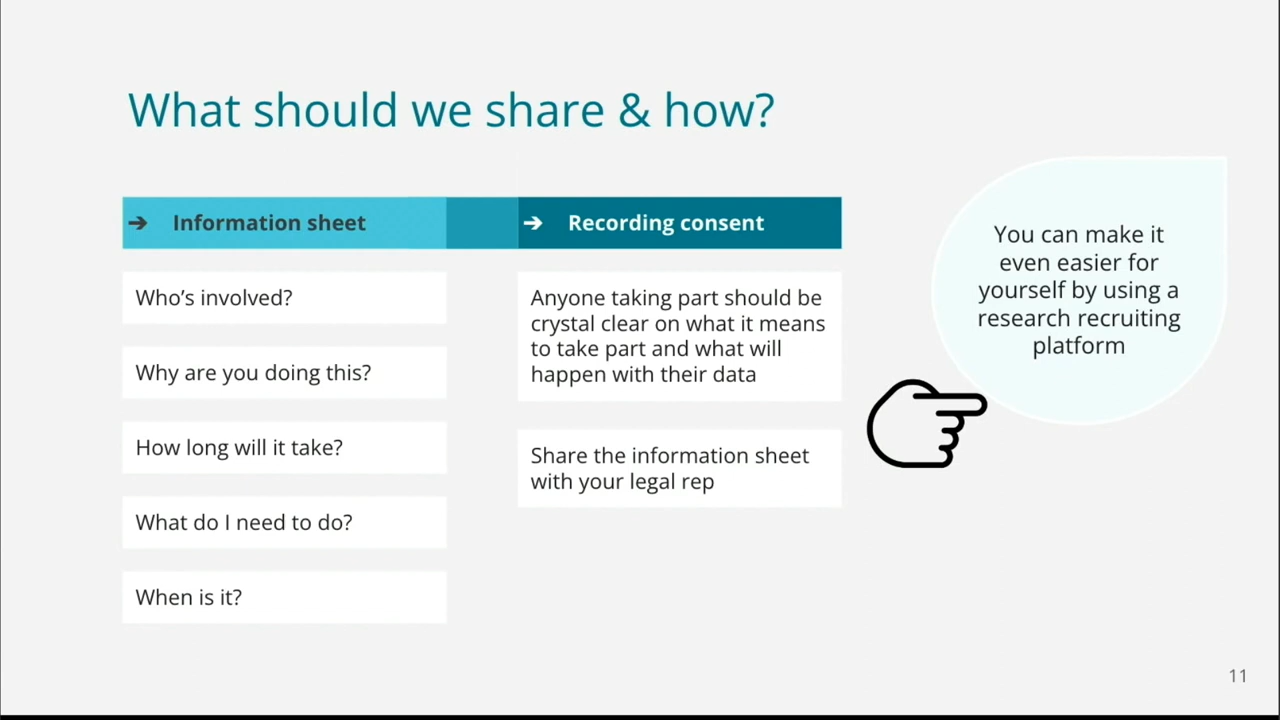 What should we share & how?
➔ Information sheet
Who’s involved?
Why are you doing this?
How long will it take?
What do I need to do?
When is it?
➔ Recording consent
Anyone taking part should be
crystal clear on what it means
to take part and what will
happen with their data
Share the information sheet
with your legal rep
You can make it
even easier for
yourself by using a
research recruiting
platform
11